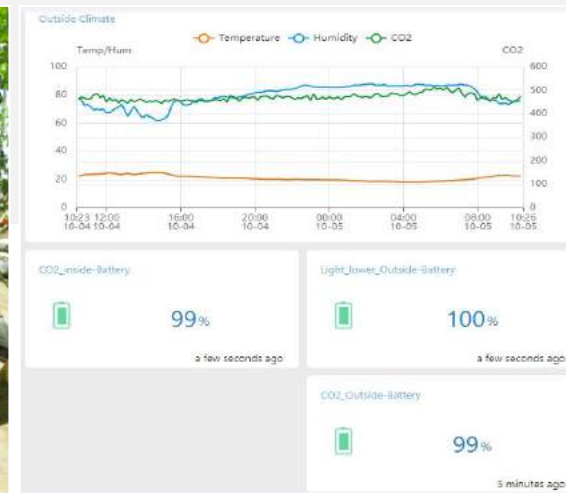 Outside Climate
Temperature Humidity CO2
Temp/Hum CO2
100 600
80 500
60 400
40 300
20 200
0 100
0
10:23 12:00 16:00 20:00 00:00 04:00 08:00 10:26
10-04 10-04 10-04 10-04 10-05 10-05 10-05 10-05
CO2_inside-Battery
99%
a few seconds ago
Light_lower_Outside-Battery
100%
a few seconds ago
CO2_Outside-Battery
99%
5 minutes ago